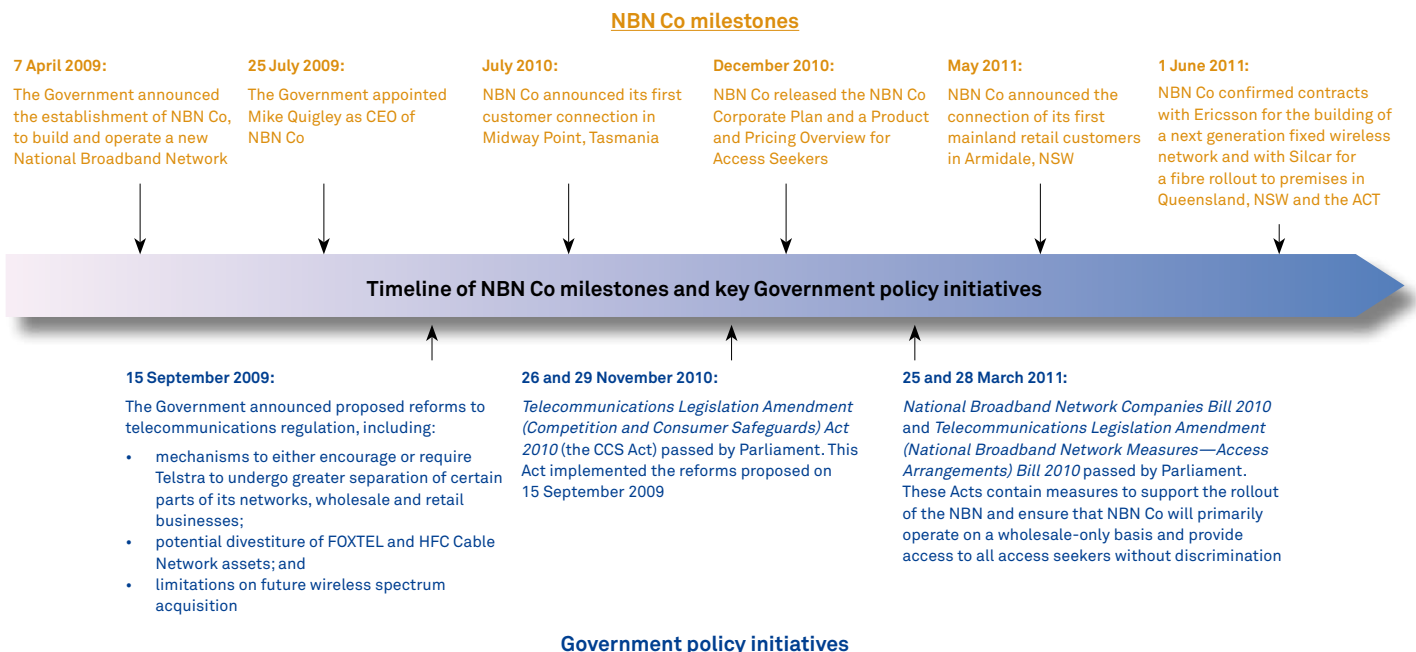 NBN Co milestones
7 April 2009:
The Government announced
the establishment of NBN Co,
to build and operate a new
National Broadband Network
25 July 2009:
The Government appointed
Mike Quigley as CEO of
NBN Co
July 2010:
NBN Co announced its first
customer connection in
Midway Point, Tasmania
December 2010:
NBN Co released the NBN Co
Corporate Plan and a Product
and Pricing Overview for
Access Seekers
May 2011:
NBN Co announced the
connection of its first
mainland retail customers
in Armidale, NSW
1 June 2011:
NBN Co confirmed contracts
with Ericsson for the building of
a next generation fixed wireless
network and with Silcar for
a fibre rollout to premises in
Queensland, NSW and the ACT
Timeline of NBN Co milestones and key Government policy initiatives
15 September 2009:
The Government announced proposed reforms to
telecommunications regulation, including:
• mechanisms to either encourage or require
Telstra to undergo greater separation of certain
parts of its networks, wholesale and retail
businesses;
• potential divestiture of FOXTEL and HFC Cable
Network assets; and
• limitations on future wireless spectrum
acquisition
26 and 29 November 2010:
Telecommunications Legislation Amendment
(Competition and Consumer Safeguards) Act
2010 (the CCS Act) passed by Parliament. This
Act implemented the reforms proposed on
15 September 2009
25 and 28 March 2011:
National Broadband Network Companies Bill 2010
and Telecommunications Legislation Amendment
(National Broadband Network Measures—Access
Arrangements) Bill 2010 passed by Parliament.
These Acts contain measures to support the rollout
of the NBN and ensure that NBN Co will primarily
operate on a wholesale-only basis and provide
access to all access seekers without discrimination
Government policy initiatives